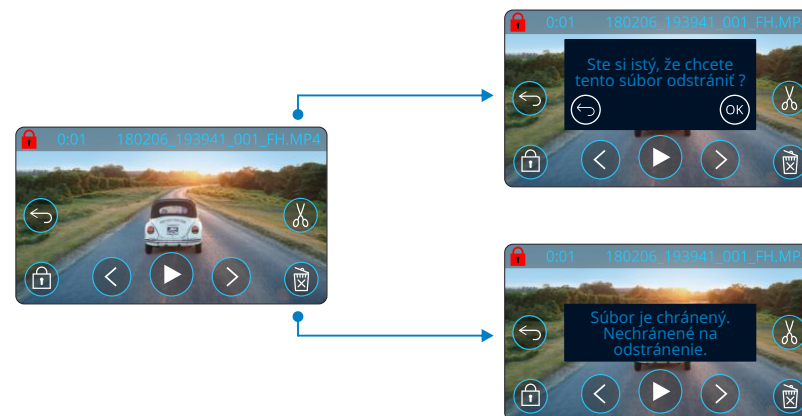 0:01 180206_193941_001_FH.MP4
0:01 180206_193941_001_FH.MP
Ste si istý, že chcete
tento súbor odstrániť ?
OK
0:01 180206_193941_001_FH.MP
Súbor je chránený.
Nechránené na
odstránenie.